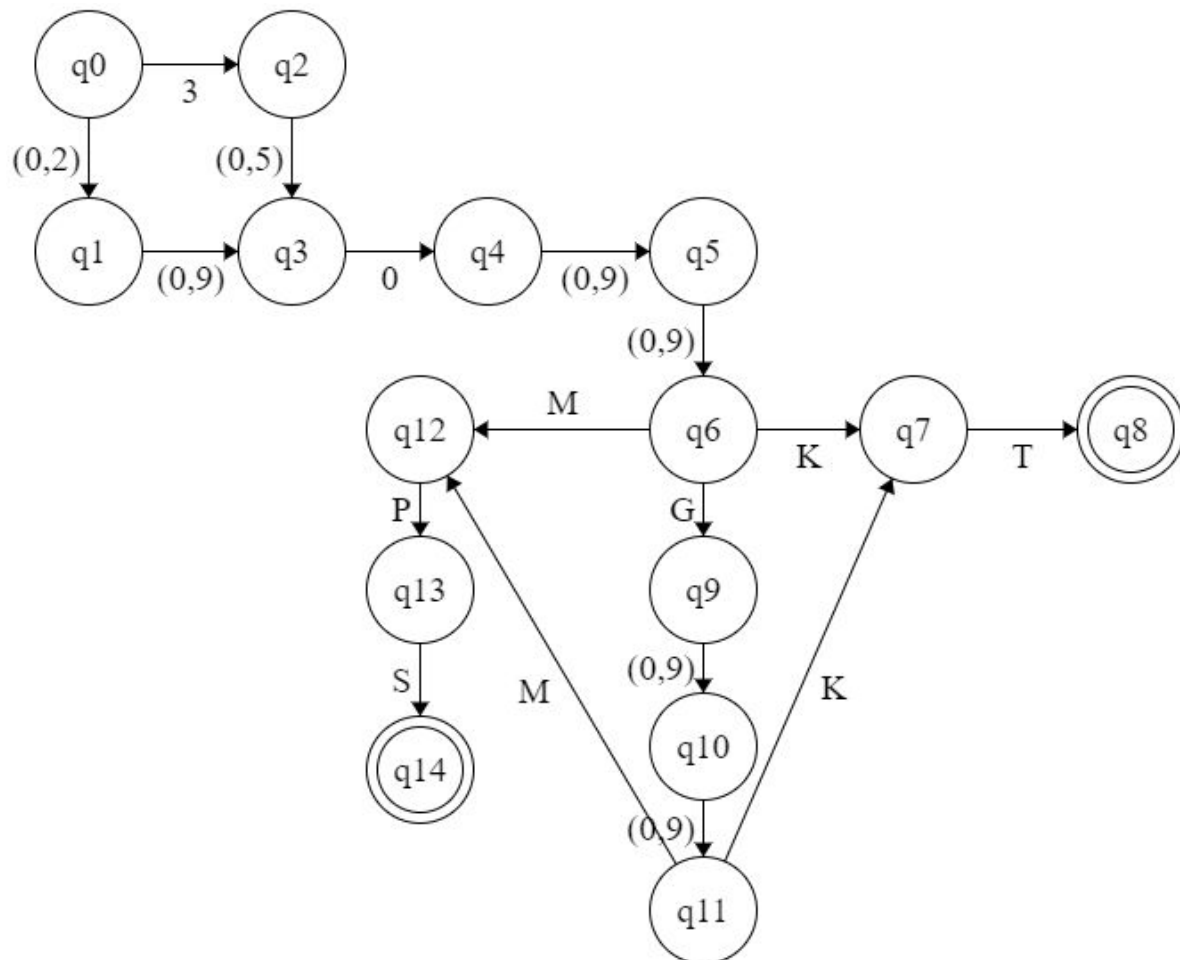 q0
q2
3
(0,2)
(0,5)
q1
q3
q4
q5
(0,9)
0
(0,9)
(0,9)
q12
M
q6
K
q7
T
q8
P
G
q13
q9
(0,9)
S
M
K
q10
q14
(0,9)
q11